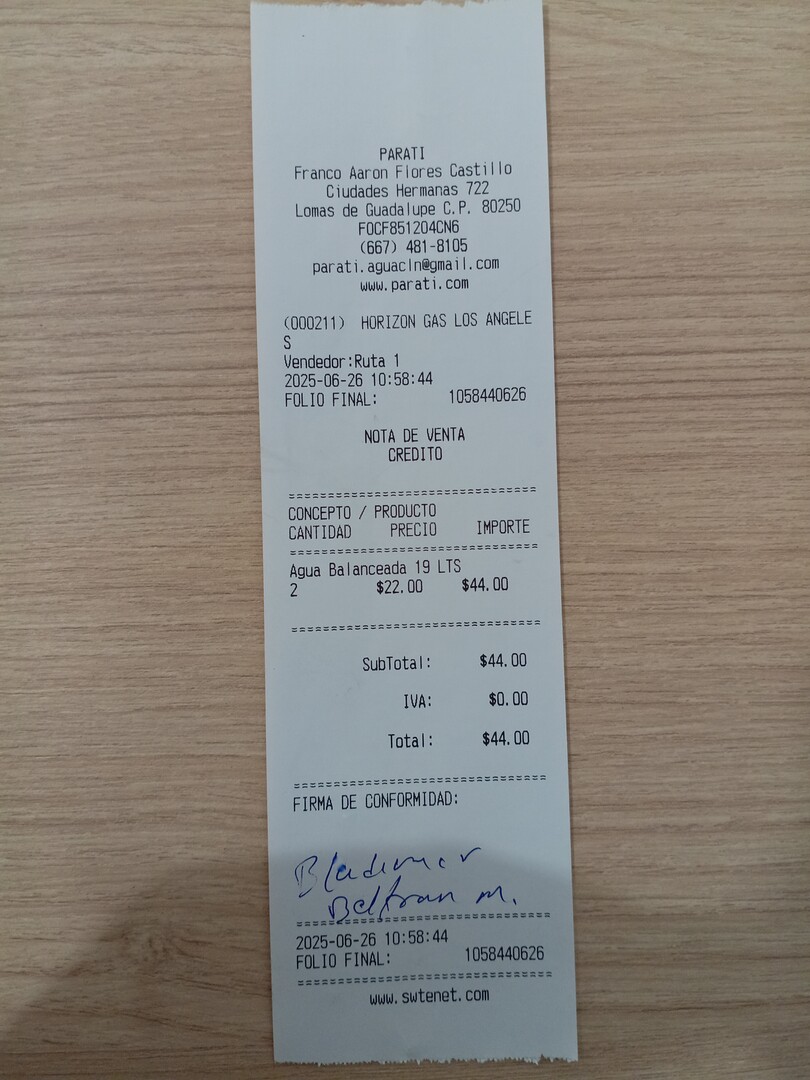 PARATI
Franco Aaron Flores Castillo
Ciudades Hermanas 722
Lomas de Guadalupe C.P. 80250
FOCF851204CN6
(667) 481-8105
parati.aguacln@gmail.com
www.parati.com
(000211) HORIZON GAS LOS ANGELE
S
Vendedor:Ruta 1
2025-06-26 10:58:44
FOLIO FINAL: 1058440626
NOTA DE VENTA
CREDITO
================================
CONCEPTO / PRODUCTO
CANTIDAD PRECIO IMPORTE
================================
Agua Balanceada 19 LTS
2 $22.00 $44.00
================================
SubTotal: $44.00
IVA: $0.00
Total: $44.00
================================
FIRMA DE CONFORMIDAD:
Bladimir
Beltran M.
================================
2025-06-26 10:58:44
FOLIO FINAL: 1058440626
================================
www.swtenet.com